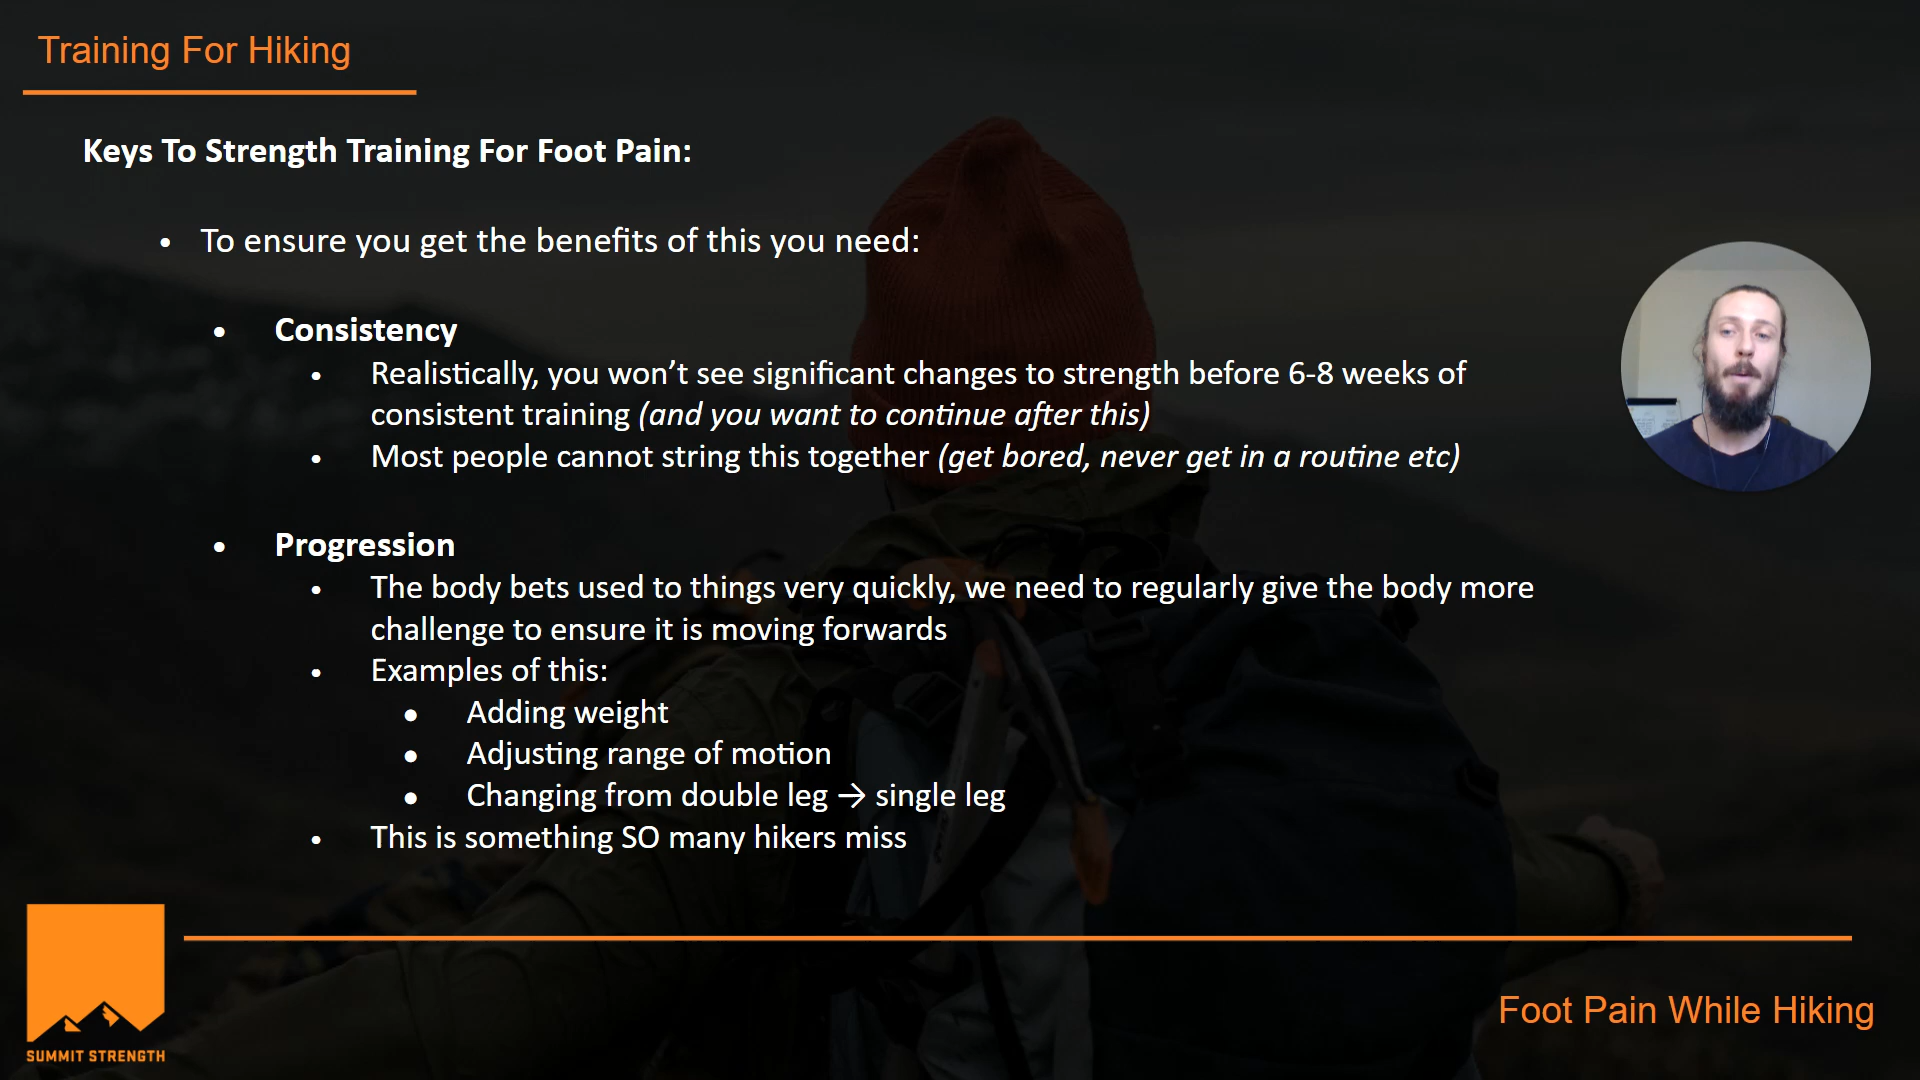 Training For Hiking
Keys To Strength Training For Foot Pain:
• To ensure you get the benefits of this you need:
• Consistency
• Realistically, you won’t see significant changes to strength before 6-8 weeks of
consistent training (and you want to continue after this)
• Most people cannot string this together (get bored, never get in a routine etc)
• Progression
• The body bets used to things very quickly, we need to regularly give the body more
challenge to ensure it is moving forwards
• Examples of this:
● Adding weight
● Adjusting range of motion
● Changing from double leg → single leg
• This is something SO many hikers miss
SUMMIT STRENGTH
Foot Pain While Hiking